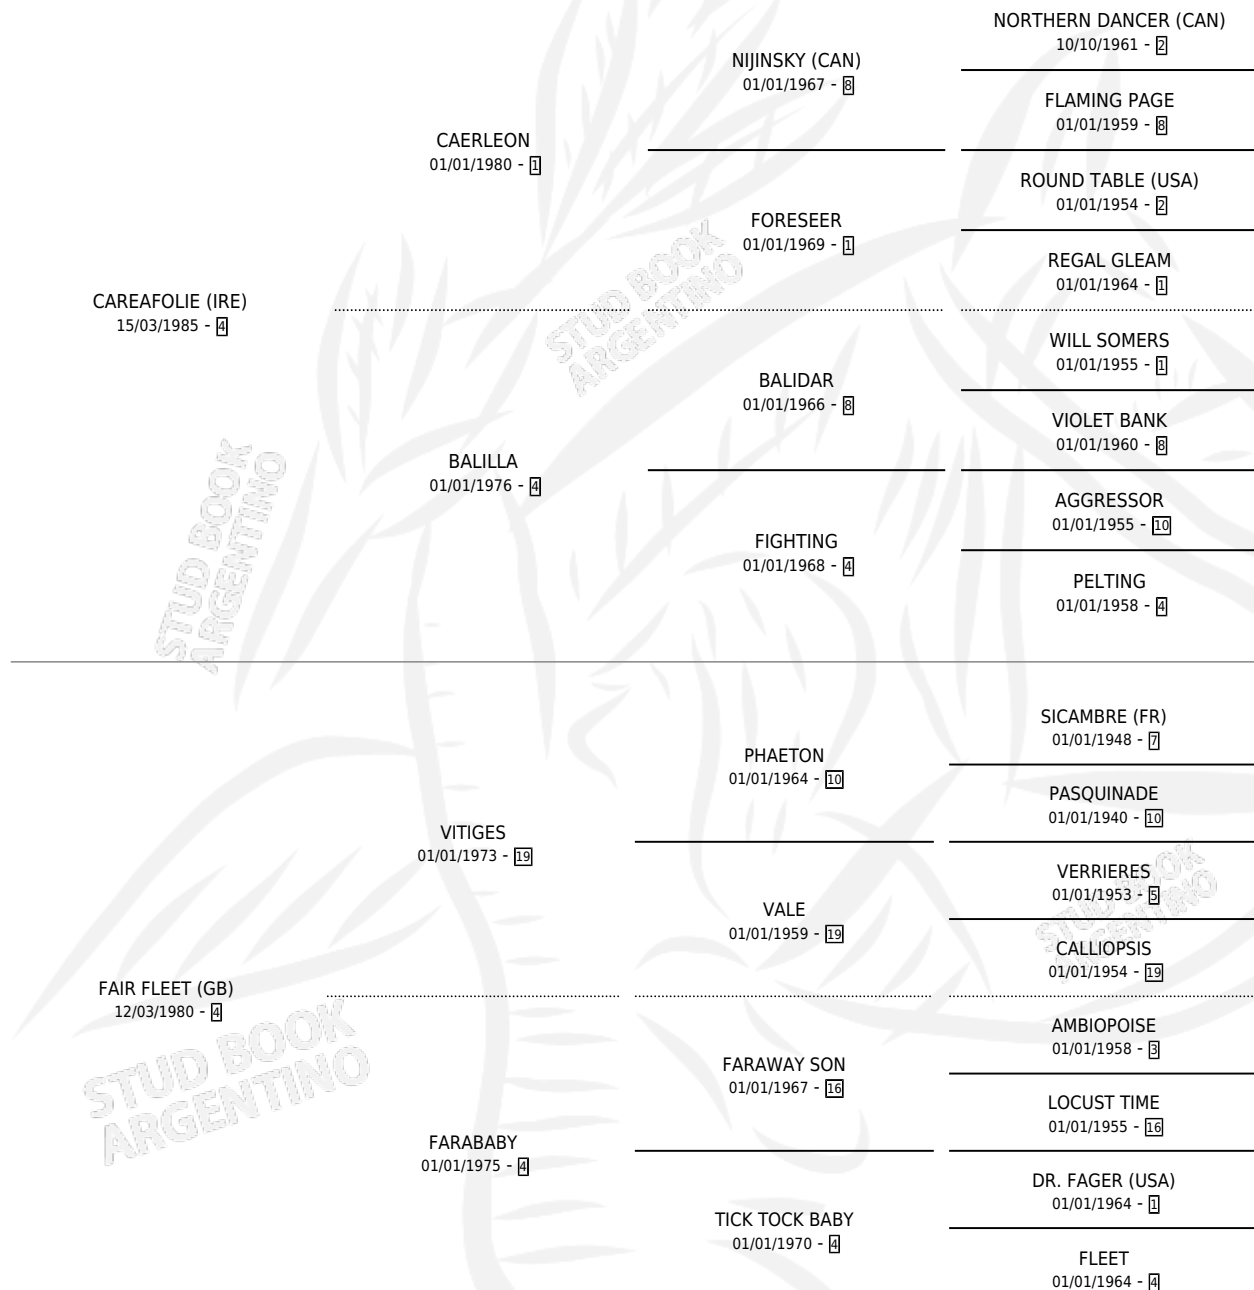 NORTHERN DANCER (CAN)
10/10/1961 - 2
NIJINSKY (CAN)
01/01/1967 - 8
FLAMING PAGE
01/01/1959 - 8
CAERLEON
01/01/1980 - 1
ROUND TABLE (USA)
01/01/1954 - 2
FORESEER
01/01/1969 - 1
REGAL GLEAM
01/01/1964 - 1
CAREAFOLIE (IRE)
15/03/1985 - 4
WILL SOMERS
01/01/1955 - 1
BALIDAR
01/01/1966 - 8
VIOLET BANK
01/01/1960 - 8
BALILLA
01/01/1976 - 4
AGGRESSOR
01/01/1955 - 10
FIGHTING
01/01/1968 - 4
PELTING
01/01/1958 - 4
STUD BOOK
ARGENTINO
STUD BOOK
ARGENTINO
SICAMBRE (FR)
01/01/1948 - 7
PHAETON
01/01/1964 - 10
PASQUINADE
01/01/1940 - 10
VITIGES
01/01/1973 - 19
VERRIERES
01/01/1953 - 5
VALE
01/01/1959 - 19
CALLIOPSIS
01/01/1954 - 19
STUD BOOK
ARGENTINO
FAIR FLEET (GB)
12/03/1980 - 4
AMBIOPOISE
01/01/1958 - 3
FARAWAY SON
01/01/1967 - 16
LOCUST TIME
01/01/1955 - 16
FARABABY
01/01/1975 - 4
DR. FAGER (USA)
01/01/1964 - 1
TICK TOCK BABY
01/01/1970 - 4
FLEET
01/01/1964 - 4
STUD BOOK
ARGENTINO